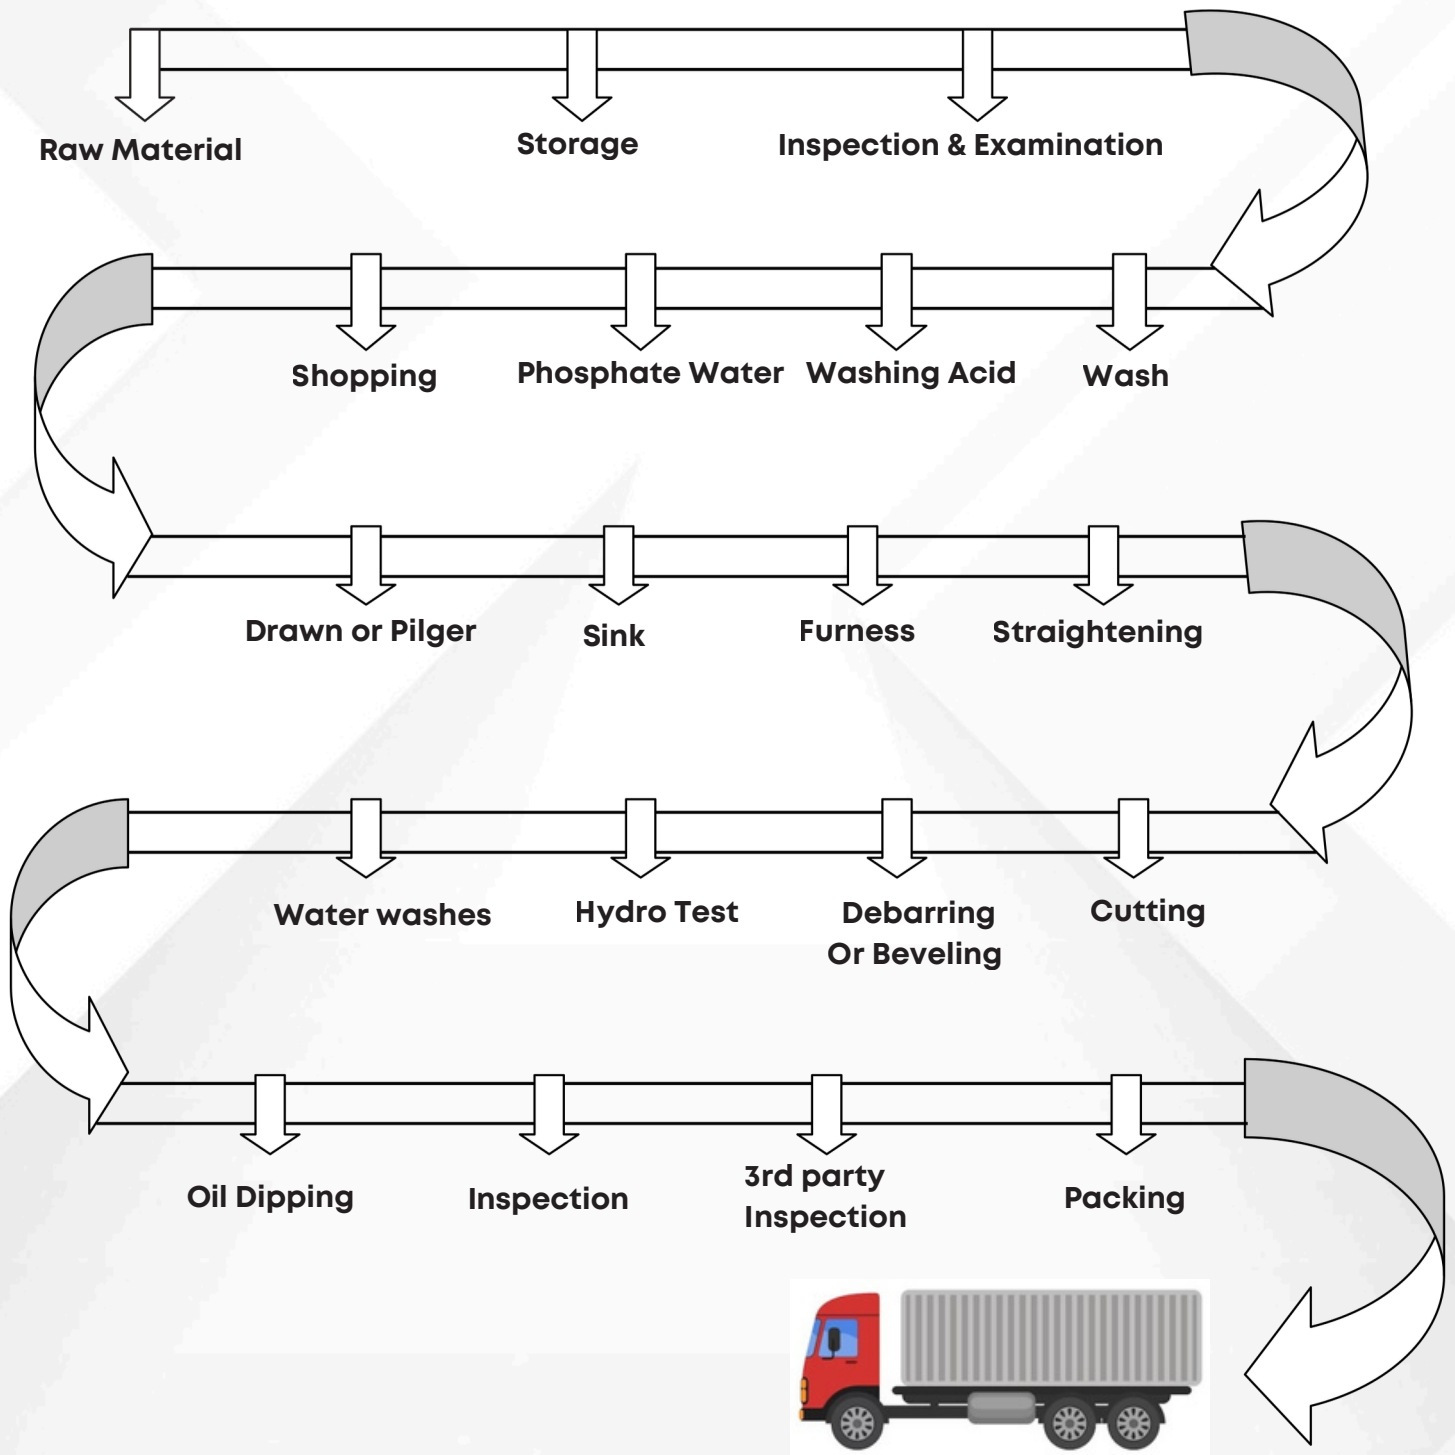 Raw Material
Storage
Inspection & Examination
Shopping
Phosphate Water
Washing Acid
Wash
Drawn or Pilger
Sink
Furness
Straightening
Water washes
Hydro Test
Debarring
Or Beveling
Cutting
Oil Dipping
Inspection
3rd party
Inspection
Packing